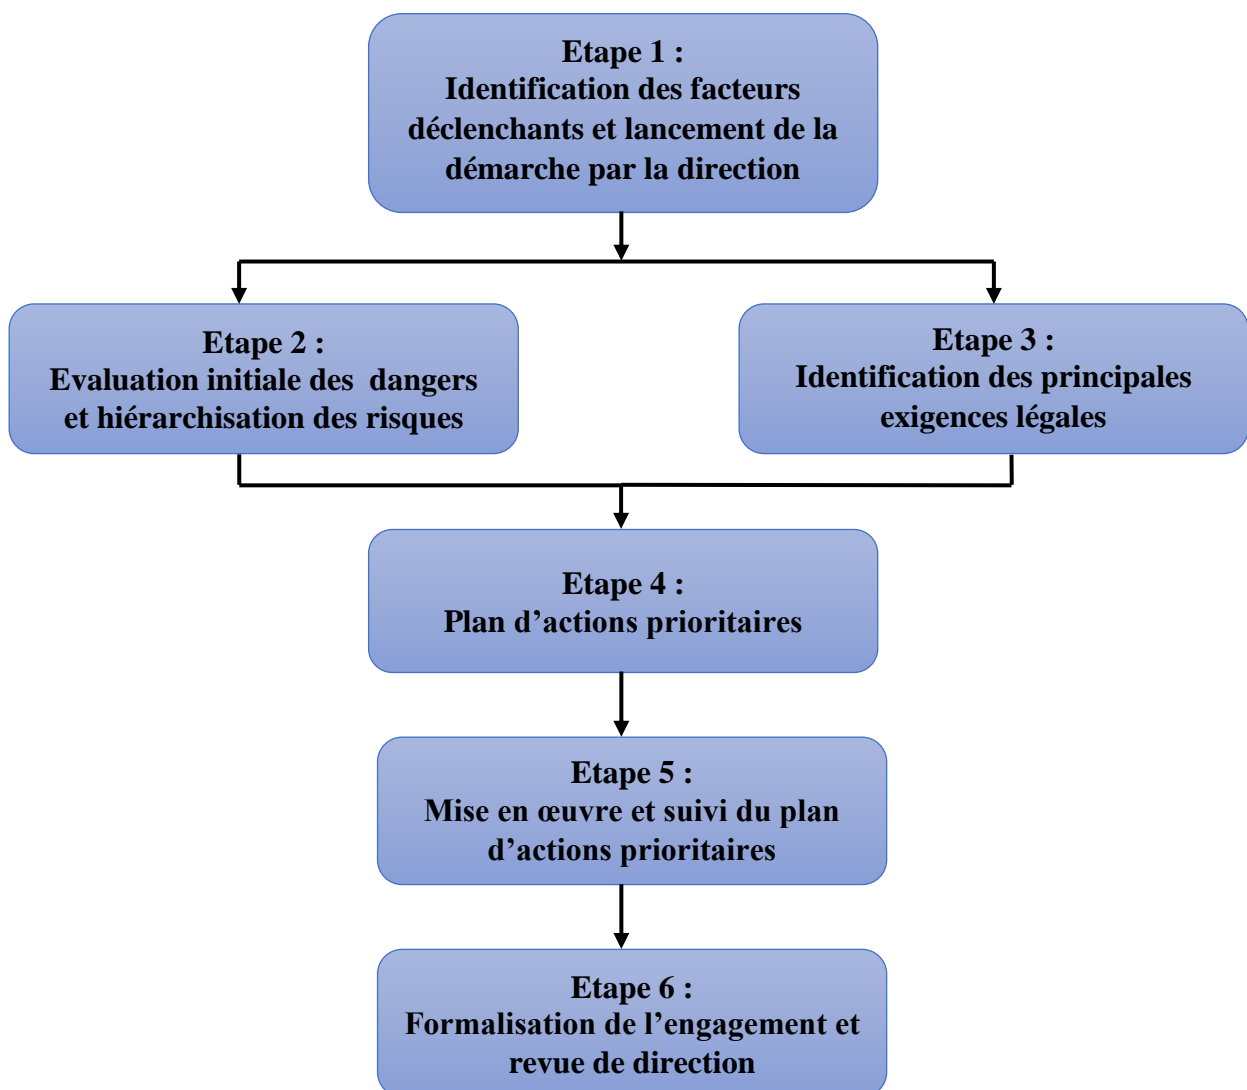 Etape 1 :
Identification des facteurs
déclenchants et lancement de la
démarche par la direction
Etape 2 :
Evaluation initiale des  dangers
et hiérarchisation des risques
Etape 3 :
Identification des principales
exigences légales
Etape 4 :
Plan d’actions prioritaires
Etape 5 :
Mise en œuvre et suivi du plan
d’actions prioritaires
Etape 6 :
Formalisation de l’engagement et
revue de direction